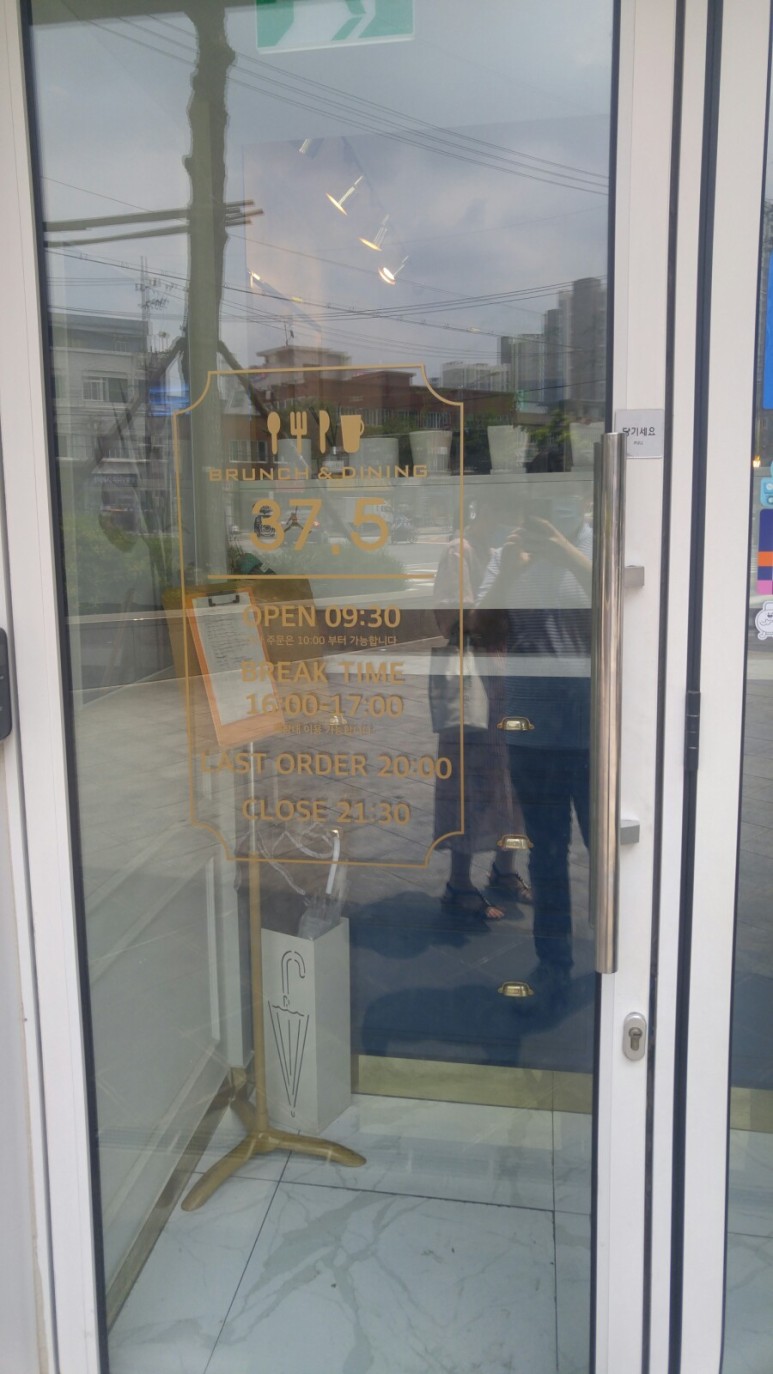 BRUNCH & DINING
37.5
OPEN 09:30
주문은 10:00 부터 가능합니다
BREAK TIME
16:00-17:00
LAST ORDER 20:00
CLOSE 21:30
당기세요
PULL